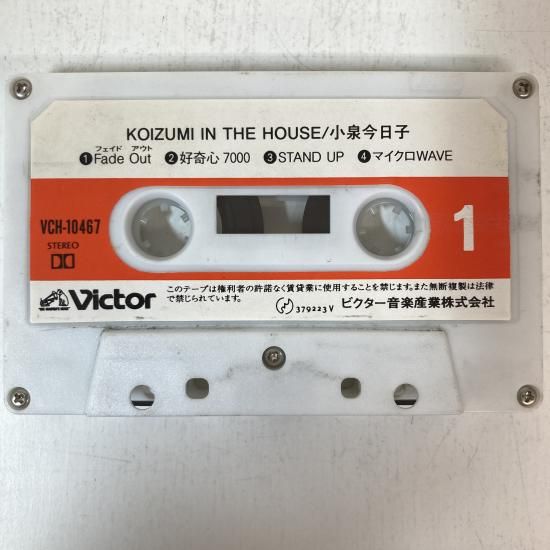 KOIZUMI IN THE HOUSE/小泉今日子
フェイド アウト
❶Fade Out ❷好奇心 7000 ❸STAND UP ❹マイクロWAVE
VCH-10467
STEREO
1
Victor
このテープは権利者の許諾なく賃貸業に使用することを禁じます。また無断複製は法律
で禁じられています。
379223V
ビクター音楽産業株式会社